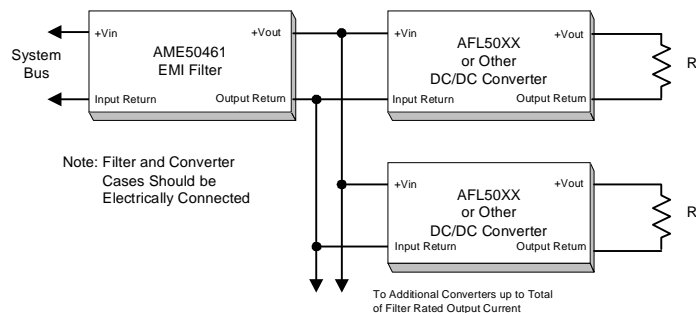 System
Bus
+Vin
+Vout
AME50461
EMI Filter
Input Return
Output Return
+Vin
+Vout
AFL50XX
or Other
DC/DC Converter
Input Return
Output Return
R
Note: Filter and Converter
Cases Should be
Electrically Connected
+Vin
+Vout
AFL50XX
or Other
DC/DC Converter
Input Return
Output Return
R
To Additional Converters up to Total
of Filter Rated Output Current